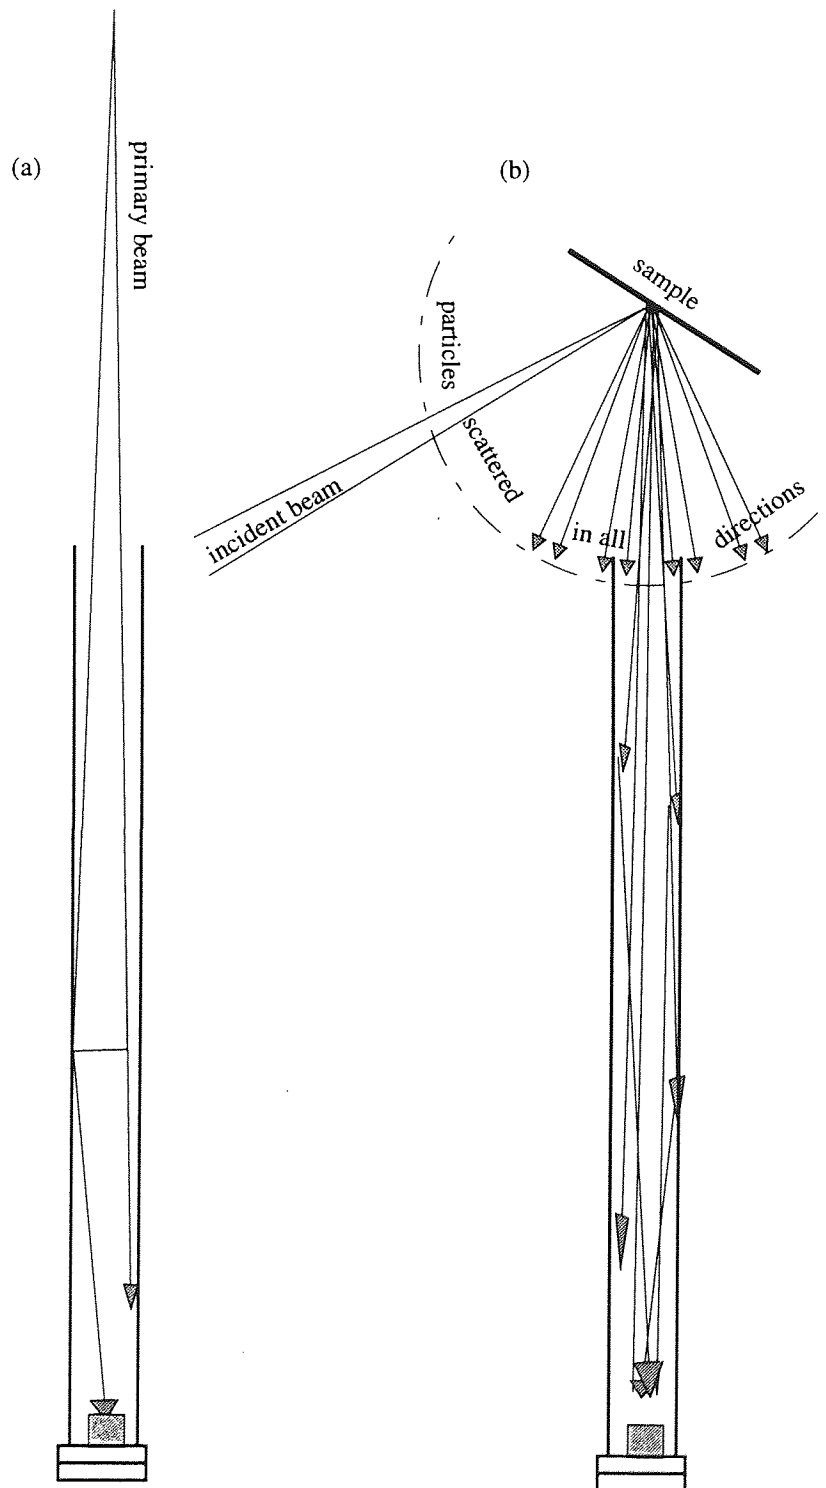 (a)
primary beam
(b)
sample
particles
scattered
in all
directions
incident beam